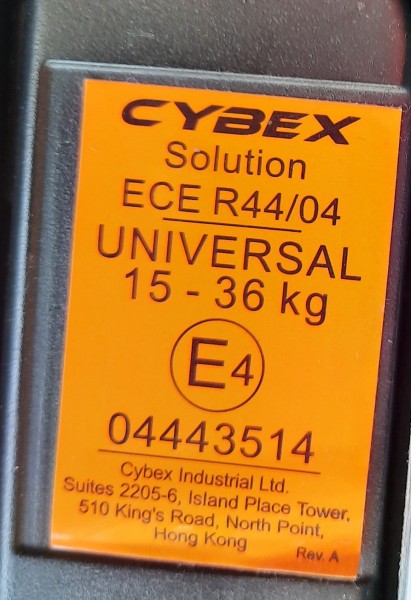 CYBEX
Solution
ECE R44/04
UNIVERSAL
15 - 36 kg
E4
04443514
Cybex Industrial Ltd.
Suites 2205-6, Island Place Tower,
510 King's Road, North Point,
Hong Kong
Rev. A